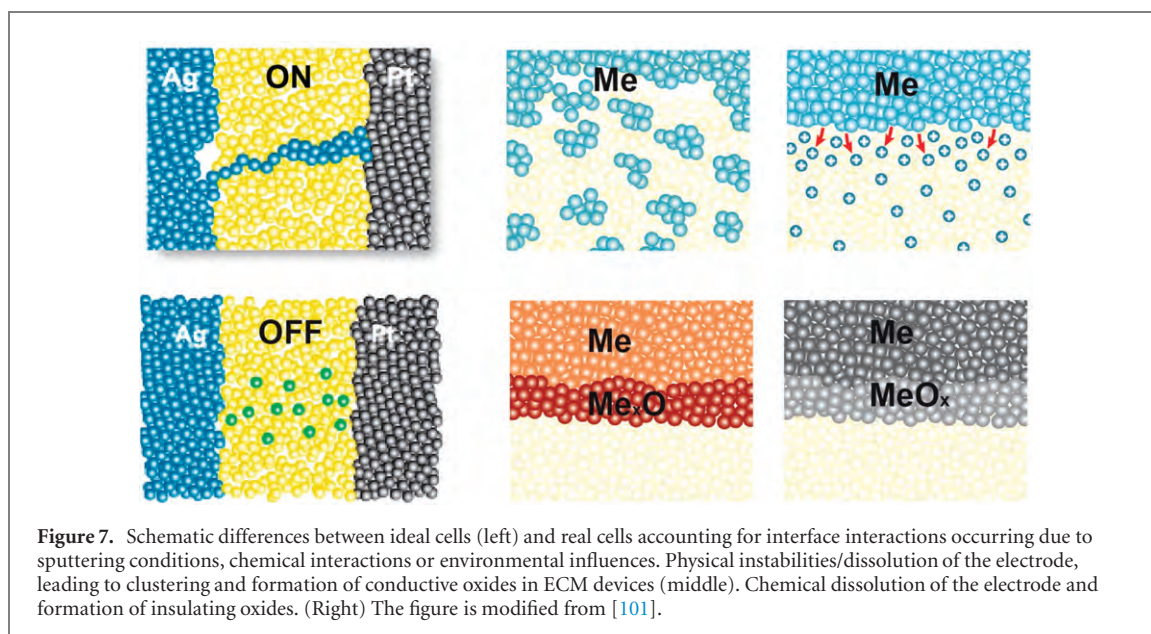 Ag
ON
Pt
Me
Me
Ag
OFF
Pt
Me
MeₓO
Me
MeOₓ
Figure 7. Schematic differences between ideal cells (left) and real cells accounting for interface interactions occurring due to
sputtering conditions, chemical interactions or environmental influences. Physical instabilities/dissolution of the electrode,
leading to clustering and formation of conductive oxides in ECM devices (middle). Chemical dissolution of the electrode and
formation of insulating oxides. (Right) The figure is modified from [101].